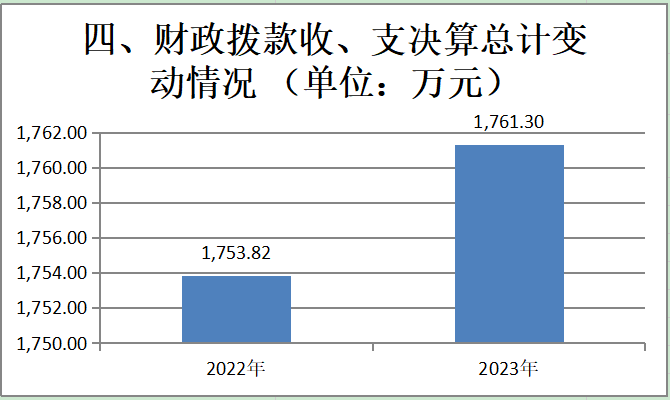 四、财政拨款收、支决算总计变
动情况 （单位：万元）
1,762.00
1,760.00
1,758.00
1,756.00
1,754.00
1,752.00
1,750.00
1,753.82
1,761.30
2022年
2023年